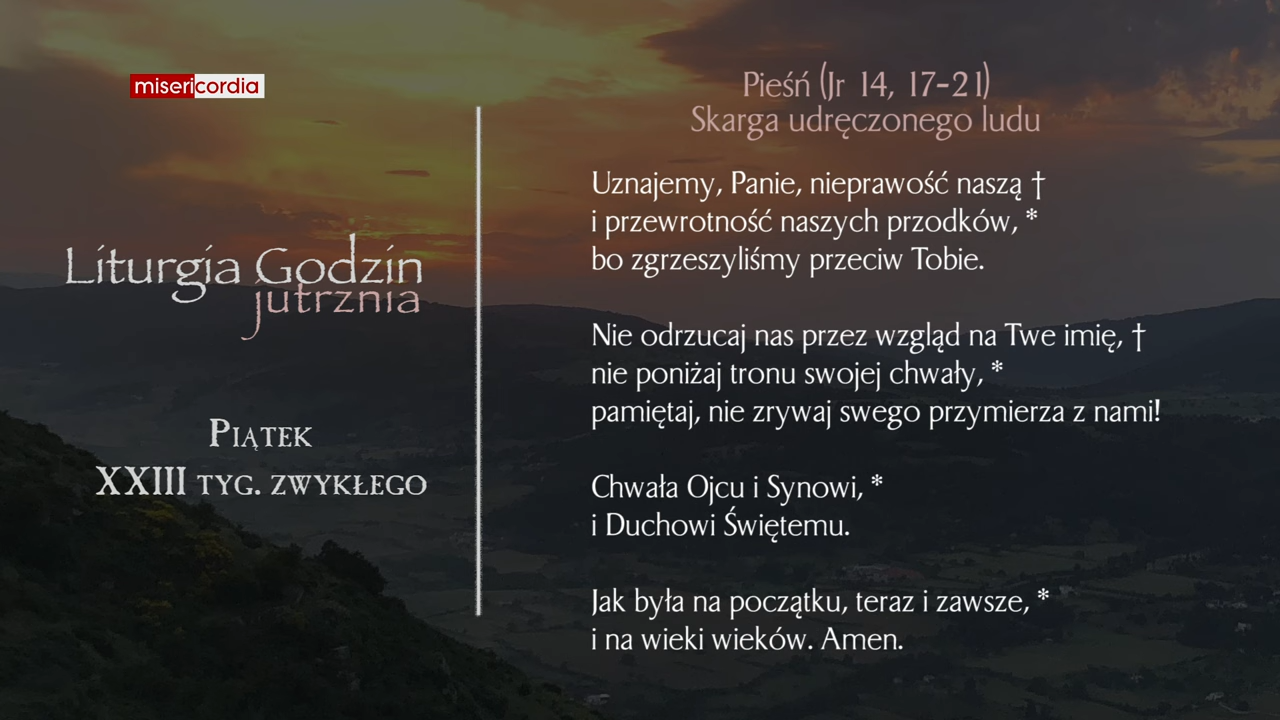 misericordia
Liturgia Godzin
jutrznia
Piątek
XXIII tyg. zwykłego
Pieśń (Jr 14, 17-21)
Skarga udręczonego ludu
Uznajemy, Panie, nieprawość naszą †
i przewrotność naszych przodków, *
bo zgrzeszyliśmy przeciw Tobie.
Nie odrzucaj nas przez wzgląd na Twe imię, †
nie poniżaj tronu swojej chwały, *
pamiętaj, nie zrywaj swego przymierza z nami!
Chwała Ojcu i Synowi, *
i Duchowi Świętemu.
Jak była na początku, teraz i zawsze, *
i na wieki wieków. Amen.